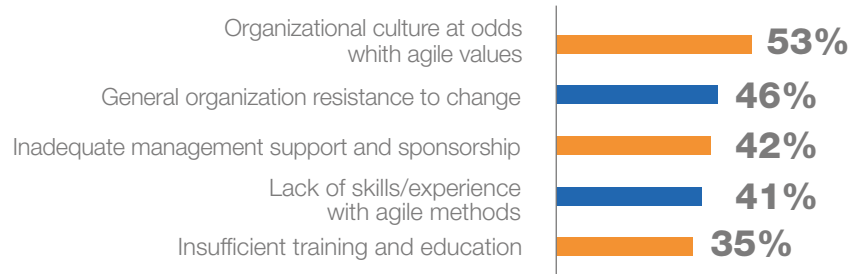 Organizational culture at odds
whith agile values
53%
General organization resistance to change
46%
Inadequate management support and sponsorship
42%
Lack of skills/experience
with agile methods
41%
Insufficient training and education
35%